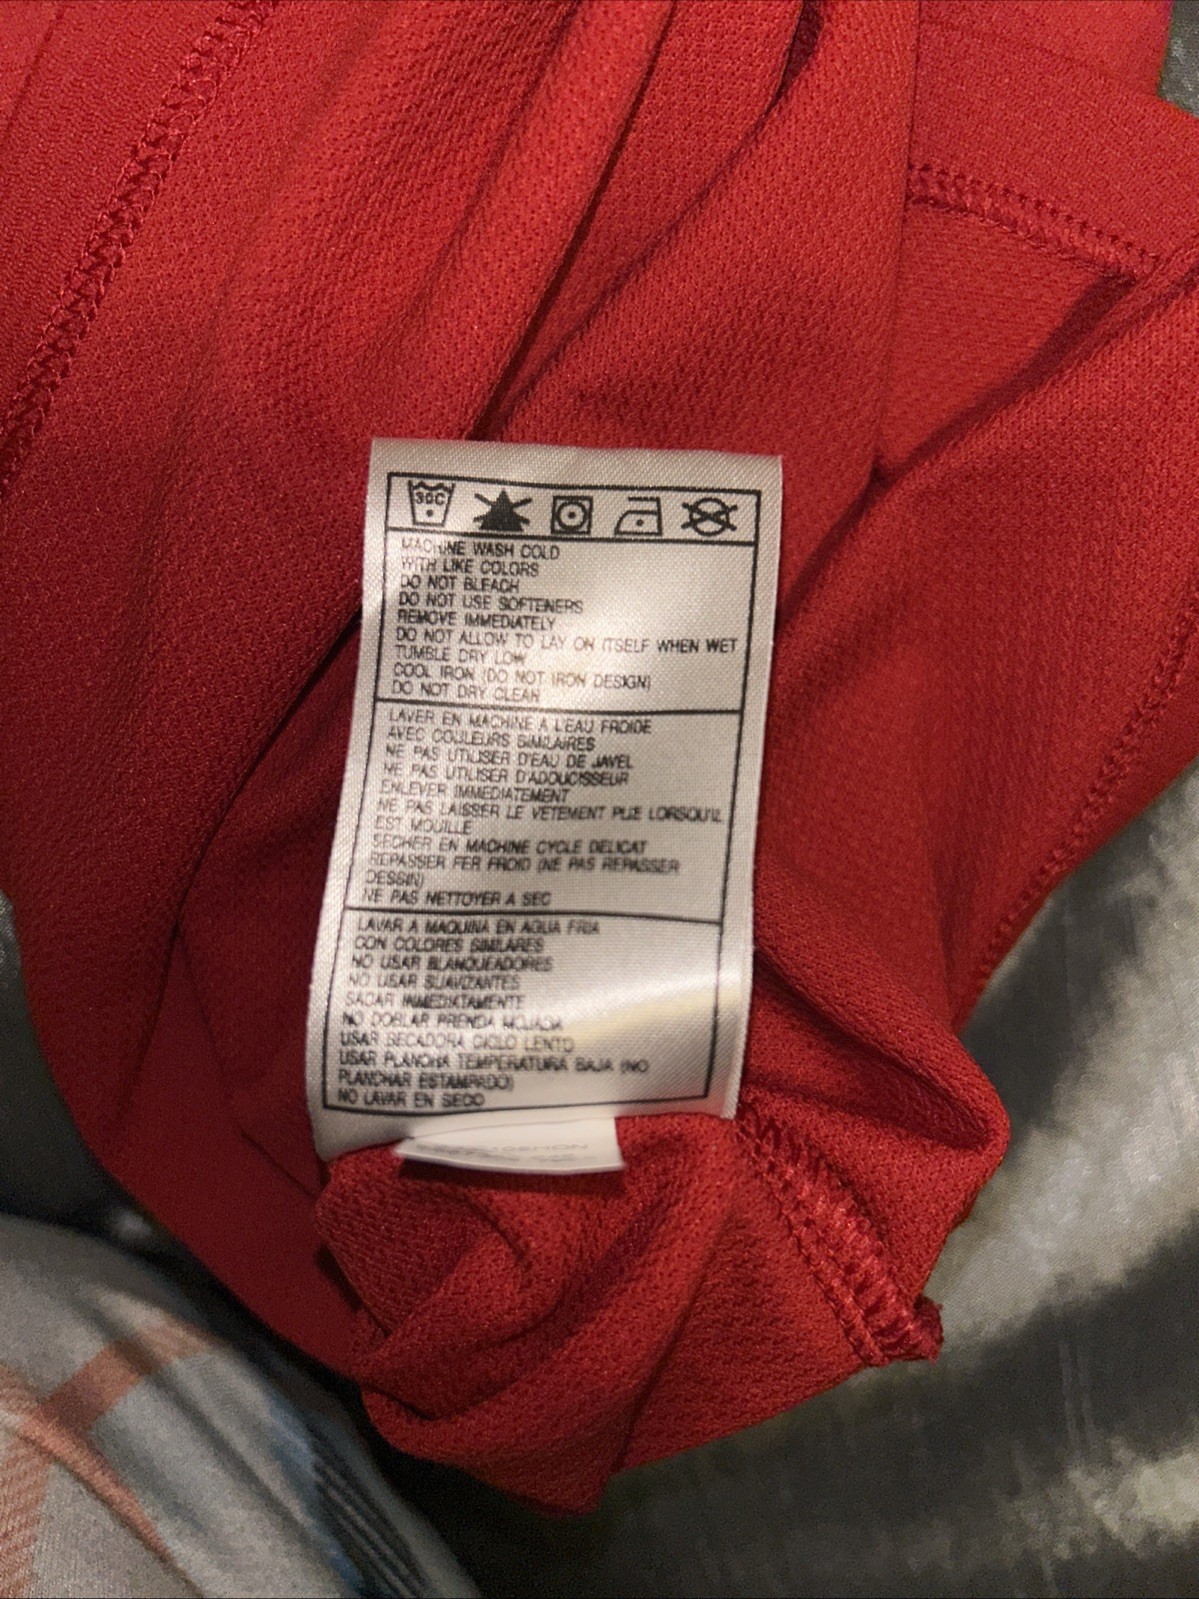 30C
MACHINE WASH COLD
WITH LIKE COLORS
DO NOT BLEACH
DO NOT USE SOFTENERS
REMOVE IMMEDIATELY
DO NOT ALLOW TO LAY ON ITSELF WHEN WET
TUMBLE DRY LOW
COOL IRON (DO NOT IRON DESIGN)
DO NOT DRY CLEAN
LAVER EN MACHINE A L'EAU FROIDE
AVEC COULEURS SIMILAIRES
NE PAS UTILISER D'EAU DE JAVEL
NE PAS UTILISER D'ADOUCISSEUR
ENLEVER IMMEDIATEMENT
NE PAS LAISSER LE VETEMENT PLIE LORSQU'IL
EST MOUILLE
SECHER EN MACHINE CYCLE DELICAT
REPASSER FER FROID (NE PAS REPASSER
DESSIN)
NE PAS NETTOYER A SEC
LAVAR A MAQUINA EN AGUA FRIA
CON COLORES SIMILARES
NO USAR BLANQUEADORES
NO USAR SUAVIZANTES
SACAR INMEDIATAMENTE
NO DOBLAR PRENDA MOJADA
USAR SECADORA CICLO LENTO
USAR PLANCHA TEMPERATURA BAJA (NO
PLANCHAR ESTAMPADO)
NO LAVAR EN SECO